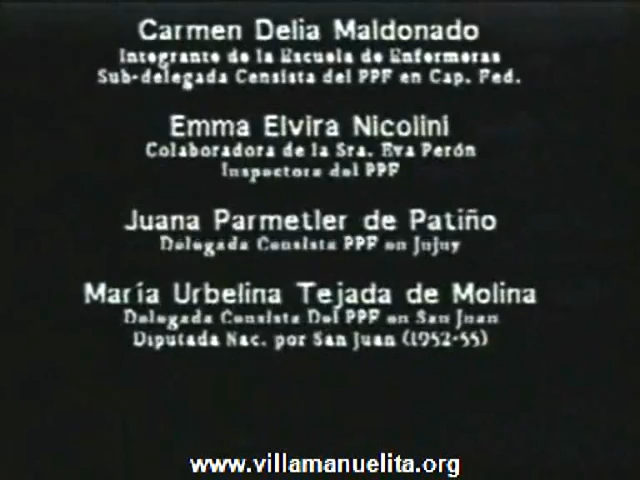 Carmen Delia Maldonado
Integrante de la Escuela de Enfermeras
Sub-delegada Censista del PPF en Cap. Fed.
Emma Elvira Nicolini
Colaboradora de la Sra. Eva Perón
Inspectora del PPF
Juana Parmetler de Patiño
Delegada Censista PPF en Jujuy
María Urbelina Tejada de Molina
Delegada Censista Del PPF en San Juan
Diputada Nac. por San Juan (1952-55)
www.villamanuelita.org